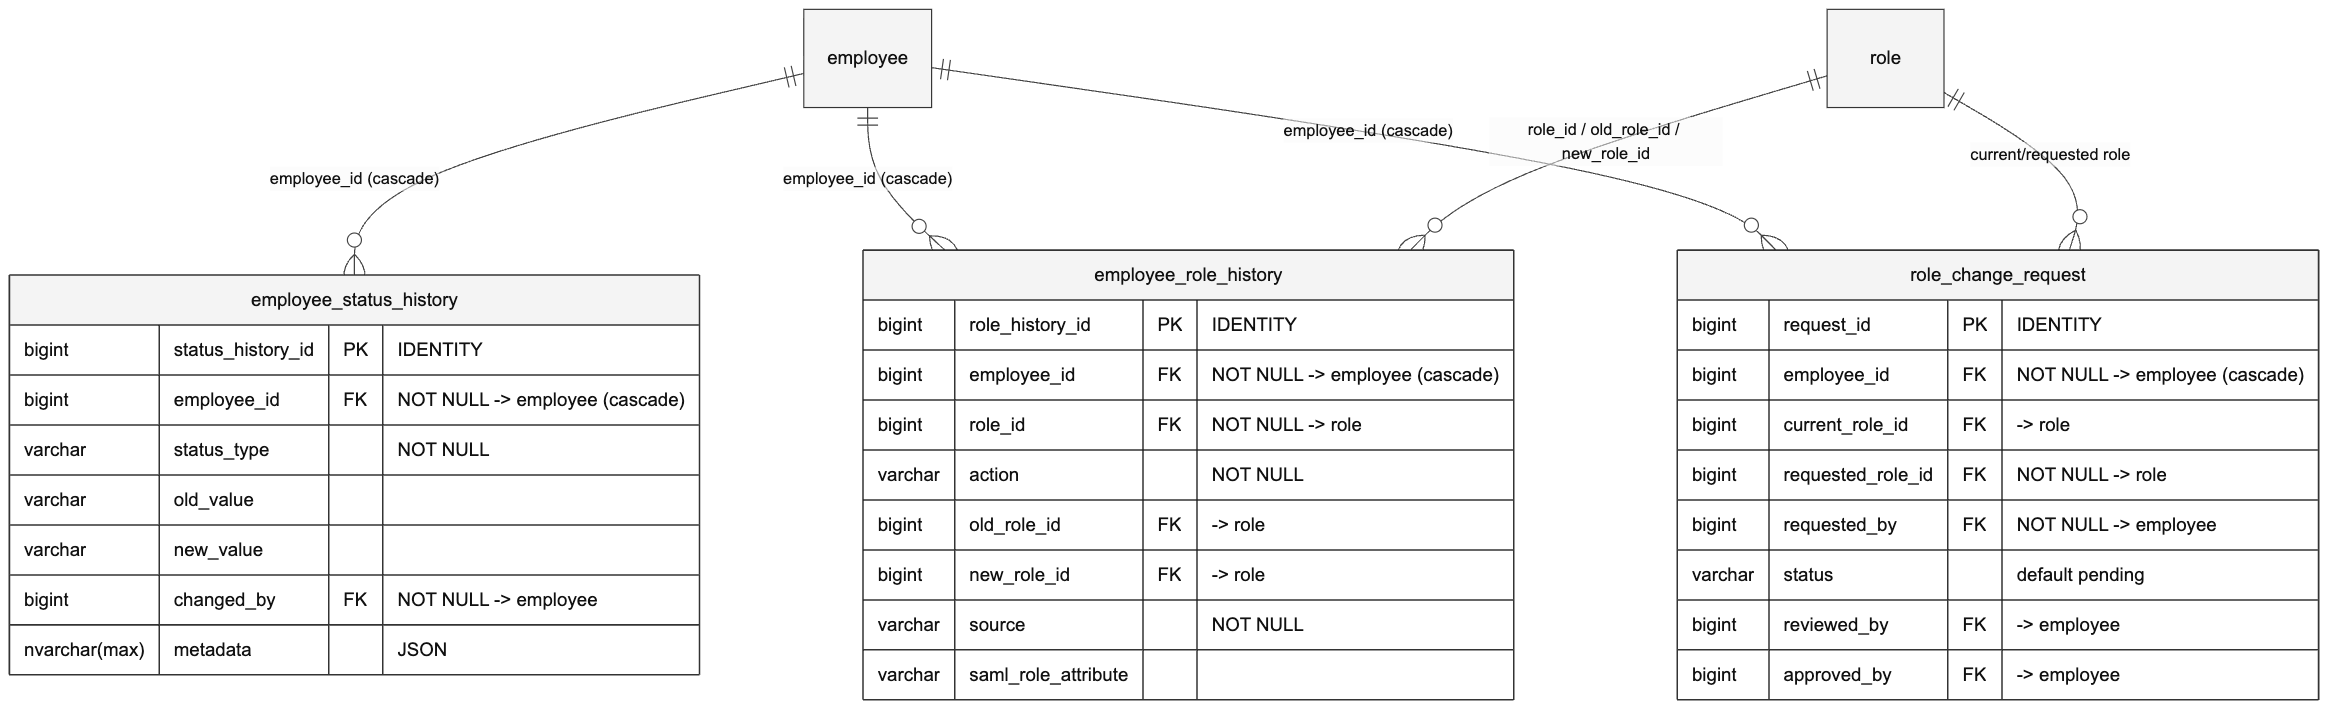 employee
role
employee_id (cascade)
employee_id (cascade)
employee_id (cascade)
role_id / old_role_id /
new_role_id
current/requested role
employee_status_history
bigint status_history_id PK IDENTITY
bigint employee_id FK NOT NULL -> employee (cascade)
varchar status_type NOT NULL
varchar old_value
varchar new_value
bigint changed_by FK NOT NULL -> employee
nvarchar(max) metadata JSON
employee_role_history
bigint role_history_id PK IDENTITY
bigint employee_id FK NOT NULL -> employee (cascade)
bigint role_id FK NOT NULL -> role
varchar action NOT NULL
bigint old_role_id FK -> role
bigint new_role_id FK -> role
varchar source NOT NULL
varchar saml_role_attribute
role_change_request
bigint request_id PK IDENTITY
bigint employee_id FK NOT NULL -> employee (cascade)
bigint current_role_id FK -> role
bigint requested_role_id FK NOT NULL -> role
bigint requested_by FK NOT NULL -> employee
varchar status default pending
bigint reviewed_by FK -> employee
bigint approved_by FK -> employee